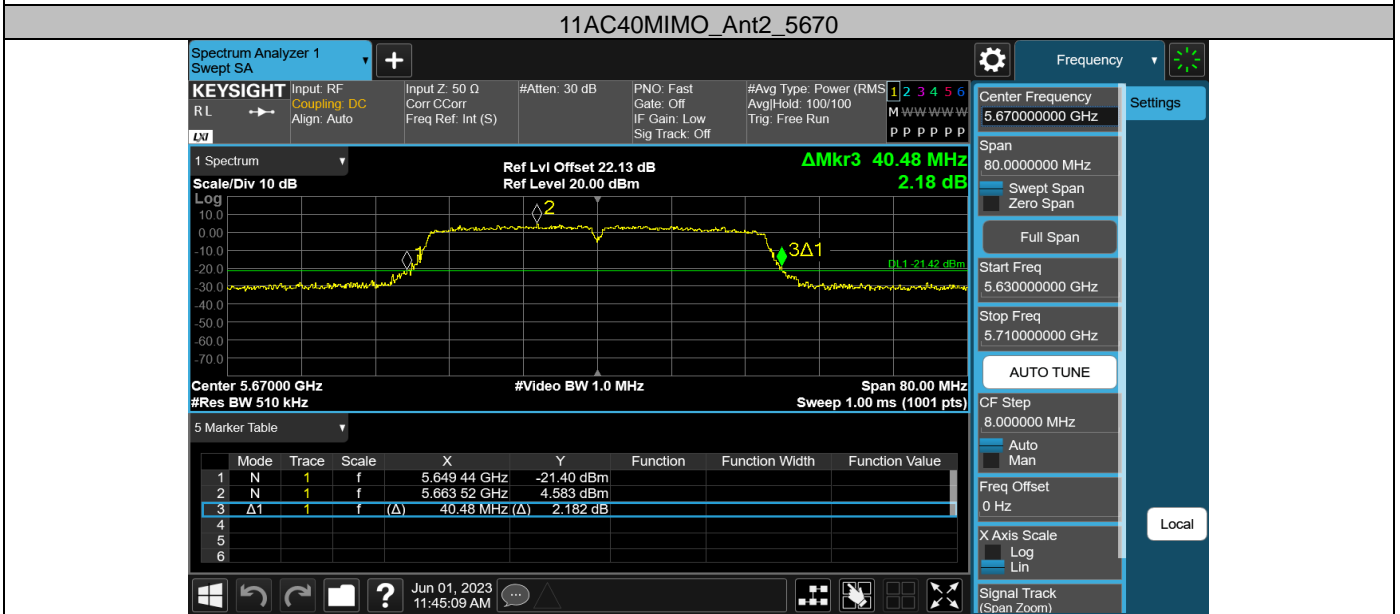 11AC40MIMO_Ant2_5670
Spectrum Analyzer 1
Swept SA
Frequency
KEYSIGHT
RL
LXI
Input: RF
Coupling: DC
Align: Auto
Input Z: 50 Ω
Corr CCorr
Freq Ref: Int (S)
#Atten: 30 dB
PNO: Fast
Gate: Off
IF Gain: Low
Sig Track: Off
#Avg Type: Power (RMS
Avg|Hold: 100/100
Trig: Free Run
1 2 3 4 5 6
M W W W W W
P P P P P P
1 Spectrum
Scale/Div 10 dB
Ref Lvl Offset 22.13 dB
Ref Level 20.00 dBm
ΔMkr3 40.48 MHz
2.18 dB
Log
10.0
0.00
-10.0
-20.0
-30.0
-40.0
-50.0
-60.0
-70.0
1
2
3Δ1
DL1 -21.42 dBm
Center 5.67000 GHz
#Res BW 510 kHz
#Video BW 1.0 MHz
Span 80.00 MHz
Sweep 1.00 ms (1001 pts)
5 Marker Table
Mode Trace Scale X Y Function Function Width Function Value
1 N 1 f 5.649 44 GHz -21.40 dBm
2 N 1 f 5.663 52 GHz 4.583 dBm
3 Δ1 1 f (Δ) 40.48 MHz (Δ) 2.182 dB
4
5
6
?
Jun 01, 2023
11:45:09 AM
Center Frequency
5.670000000 GHz
Span
80.0000000 MHz
Swept Span
Zero Span
Full Span
Start Freq
5.630000000 GHz
Stop Freq
5.710000000 GHz
AUTO TUNE
CF Step
8.000000 MHz
Auto
Man
Freq Offset
0 Hz
X Axis Scale
Log
Lin
Signal Track
(Span Zoom)
Settings
Local